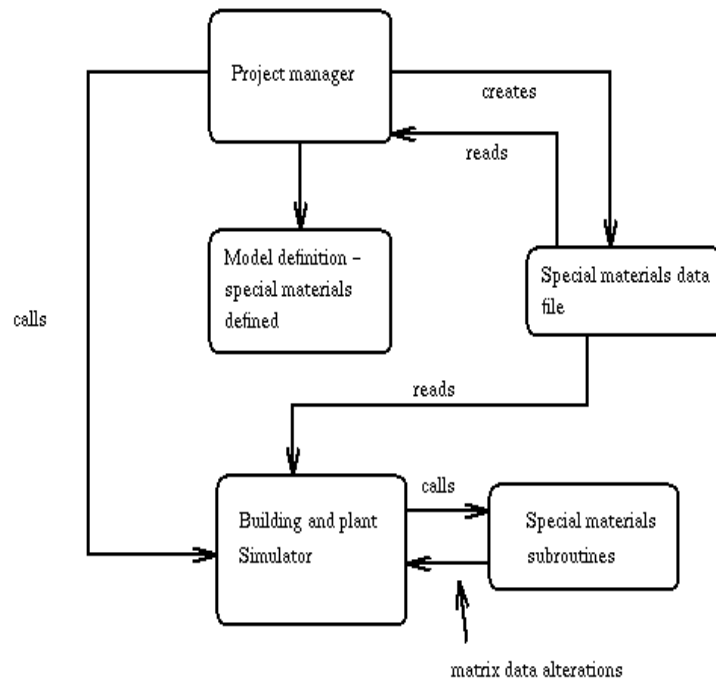 Project manager
creates
reads
Model definition –
special materials
defined
Special materials data
file
calls
reads
calls
Building and plant
Simulator
Special materials
subroutines
matrix data alterations